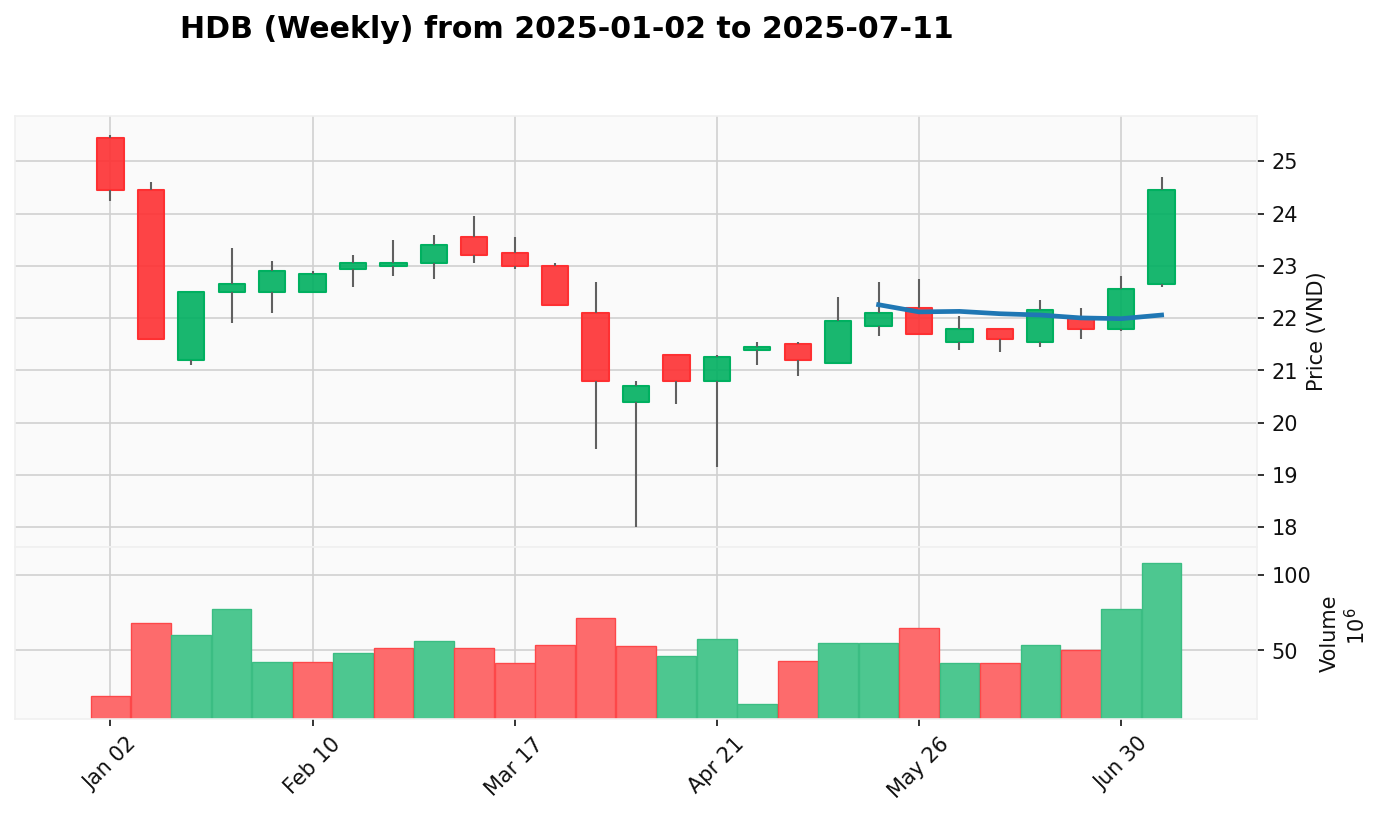 HDB (Weekly) from 2025-01-02 to 2025-07-11
25
24
23
22
21
20
19
18
Price (VND)
100
50
Volume
10⁶
Jan 02
Feb 10
Mar 17
Apr 21
May 26
Jun 30